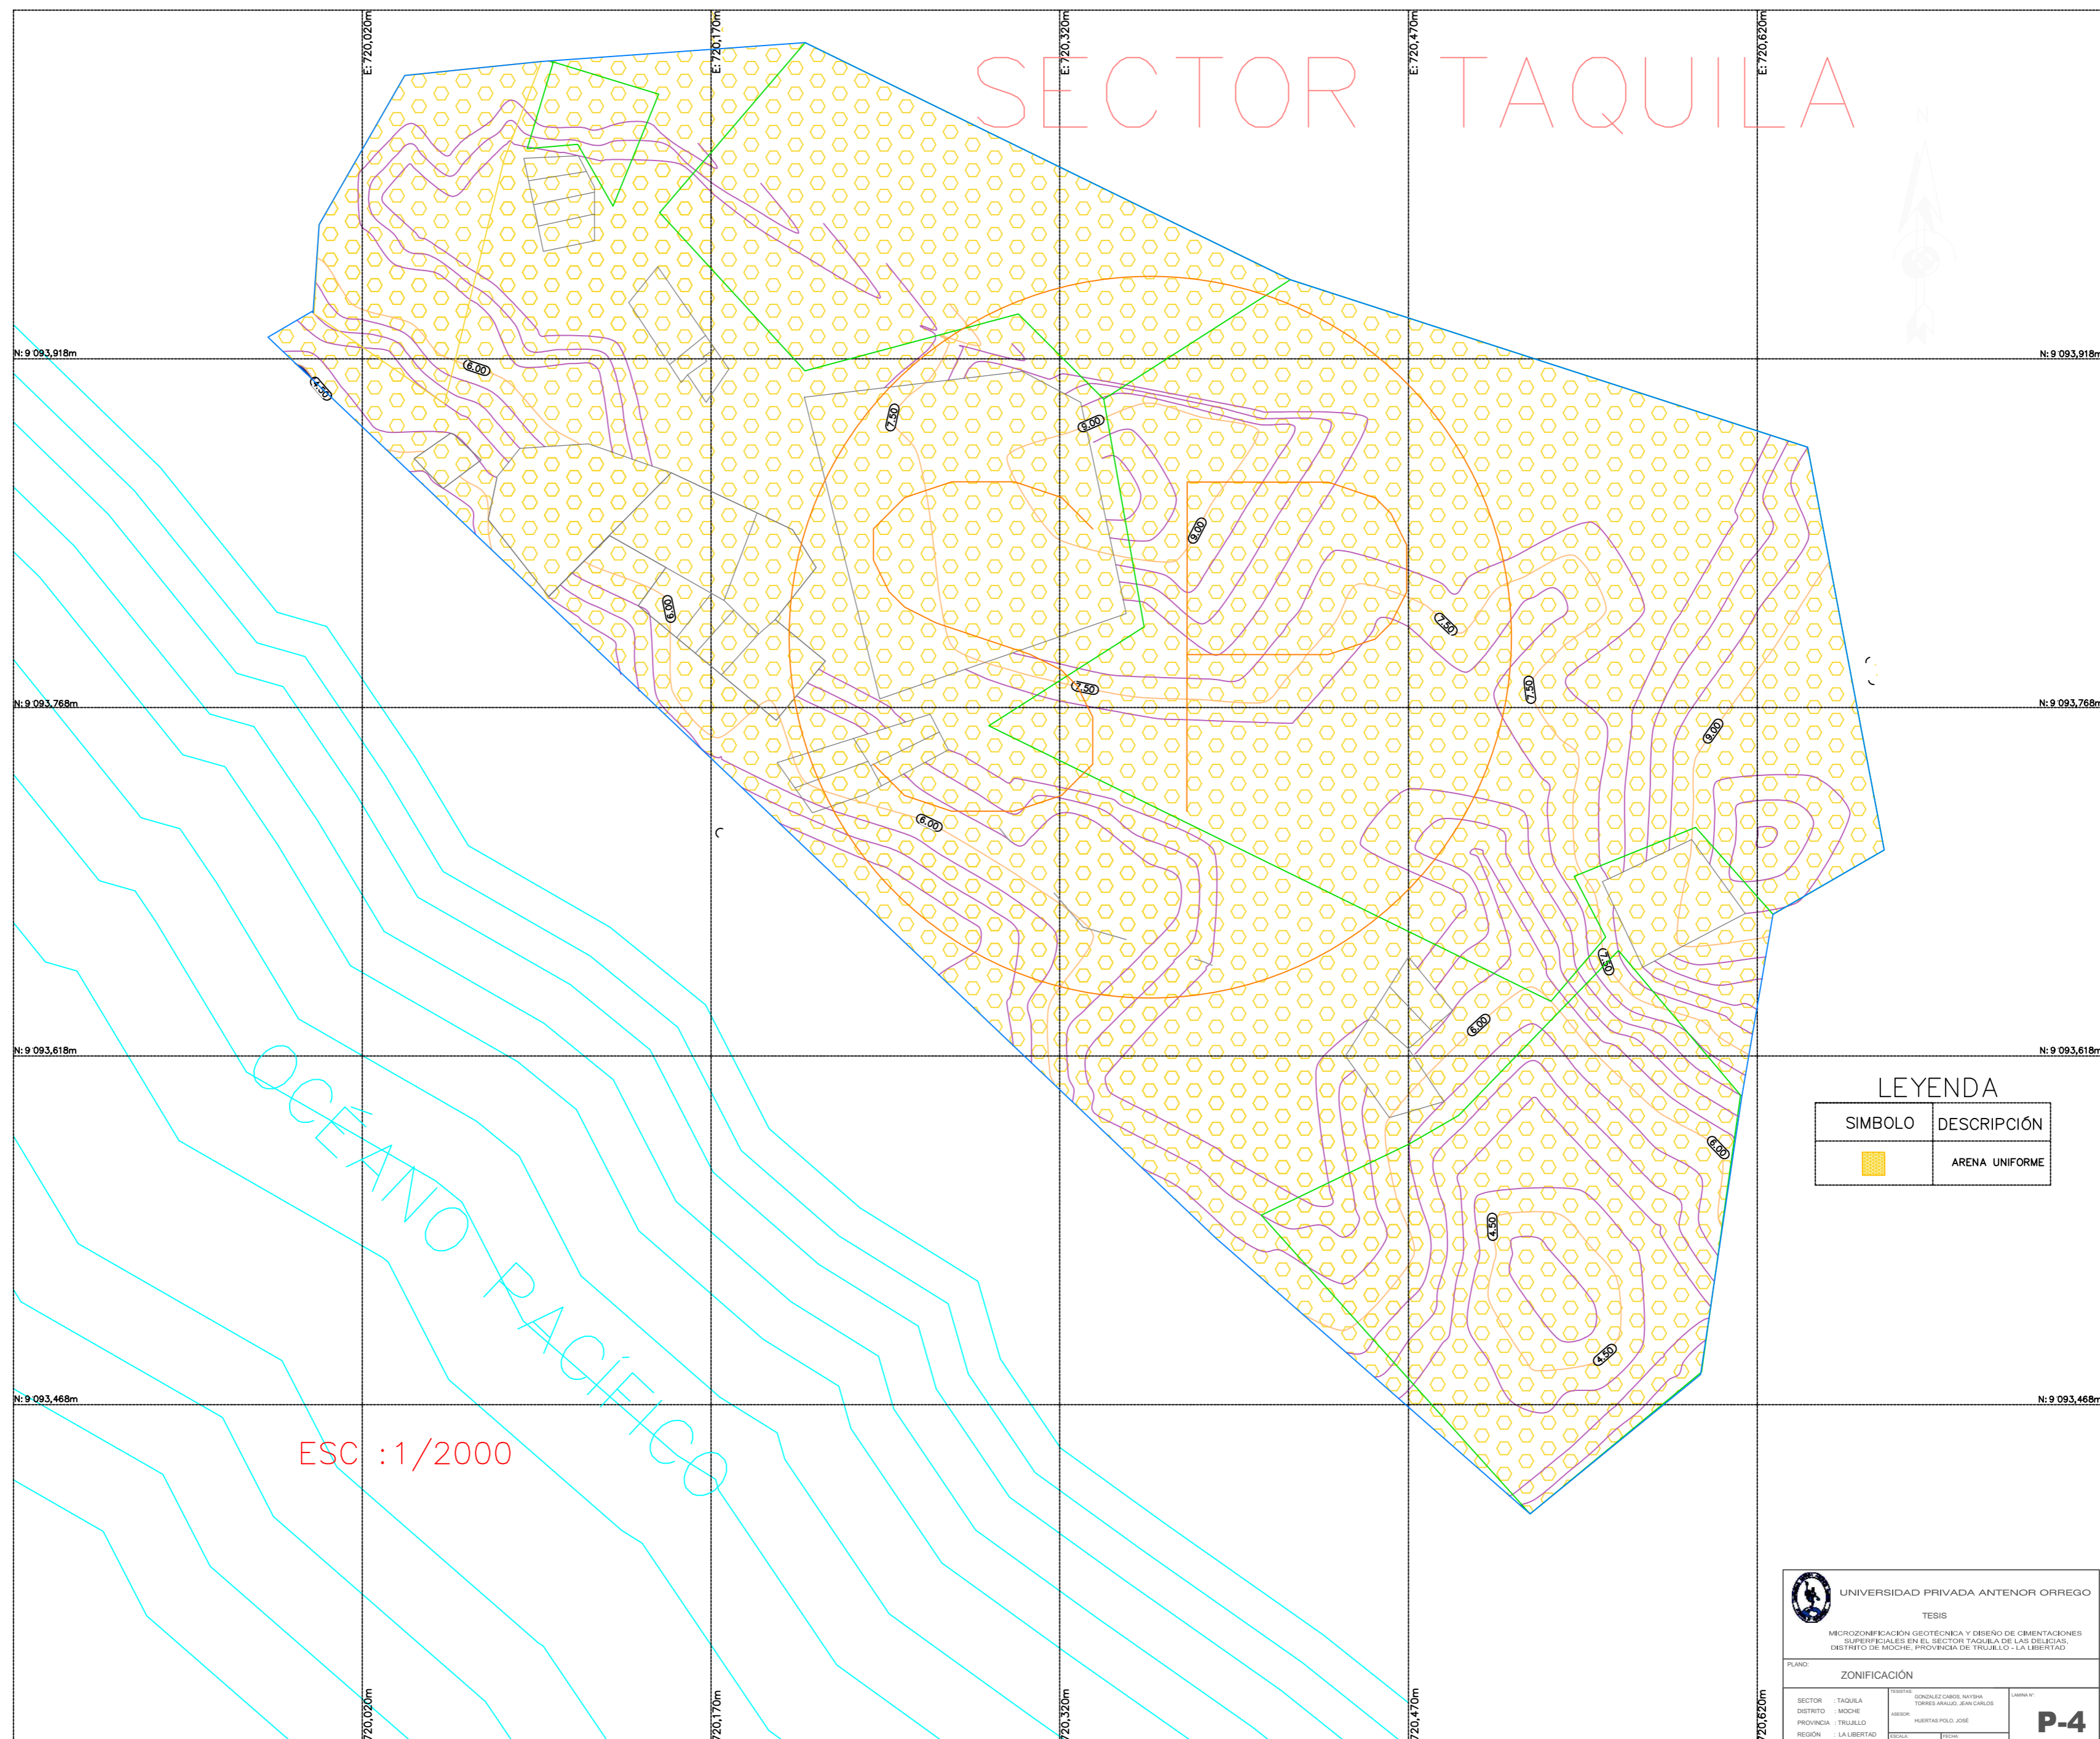 E: 720,020m
E: 720,170m
E: 720,320m
E: 720,470m
E: 720,620m
SECTOR TAQUILA
N
N: 9'093,918m
N: 9'093,918m
6.00
4.50
7.50
9.00
9.00
6.00
7.50
7.50
7.50
N: 9'093,768m
N: 9'093,768m
9.00
6.00
7.50
6.00
N: 9'093,618m
N: 9'093,618m
6.00
4.50
4.50
OCÉANO PACÍFICO
LEYENDA
SIMBOLO DESCRIPCIÓN
ARENA UNIFORME
N: 9'093,468m
N: 9'093,468m
ESC :1/2000
720,020m
720,170m
720,320m
720,470m
720,620m
UNIVERSIDAD PRIVADA ANTENOR ORREGO
TESIS
MICROZONIFICACIÓN GEOTÉCNICA Y DISEÑO DE CIMENTACIONES
SUPERFICIALES EN EL SECTOR TAQUILA DE LAS DELICIAS,
DISTRITO DE MOCHE, PROVINCIA DE TRUJILLO - LA LIBERTAD
PLANO:
ZONIFICACIÓN
SECTOR : TAQUILA
DISTRITO : MOCHE
PROVINCIA : TRUJILLO
REGIÓN : LA LIBERTAD
TESISTAS:
GONZALEZ CABOS, NAYSHA
TORRES ARAUJO, JEAN CARLOS
ASESOR:
HUERTAS POLO, JOSÉ
ESCALA:
FECHA:
LAMINA N°:
P-4